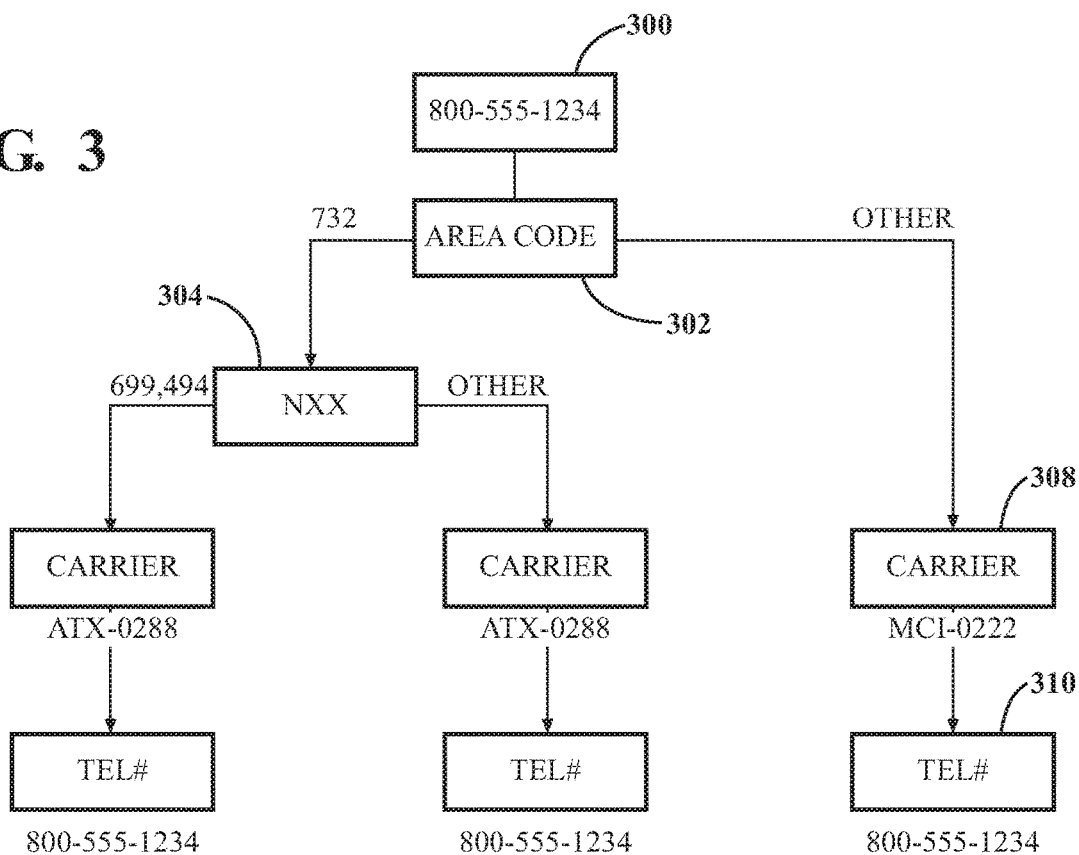 300
800-555-1234
G. 3
732
AREA CODE
OTHER
304
302
699,494
NXX
OTHER
308
CARRIER
CARRIER
CARRIER
ATX-0288
ATX-0288
MCI-0222
310
TEL#
TEL#
TEL#
800-555-1234
800-555-1234
800-555-1234